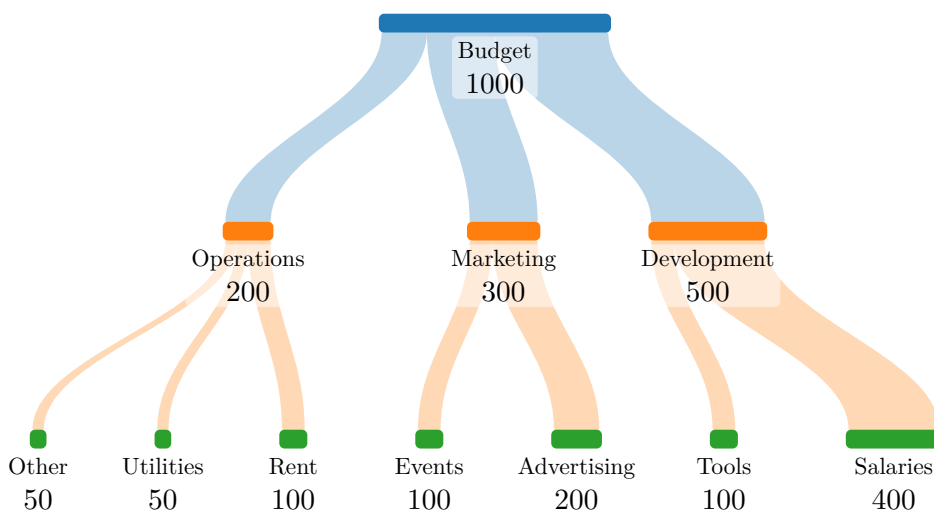 Budget
1000
Operations
200
Marketing
300
Development
500
Other
50
Utilities
50
Rent
100
Events
100
Advertising
200
Tools
100
Salaries
400